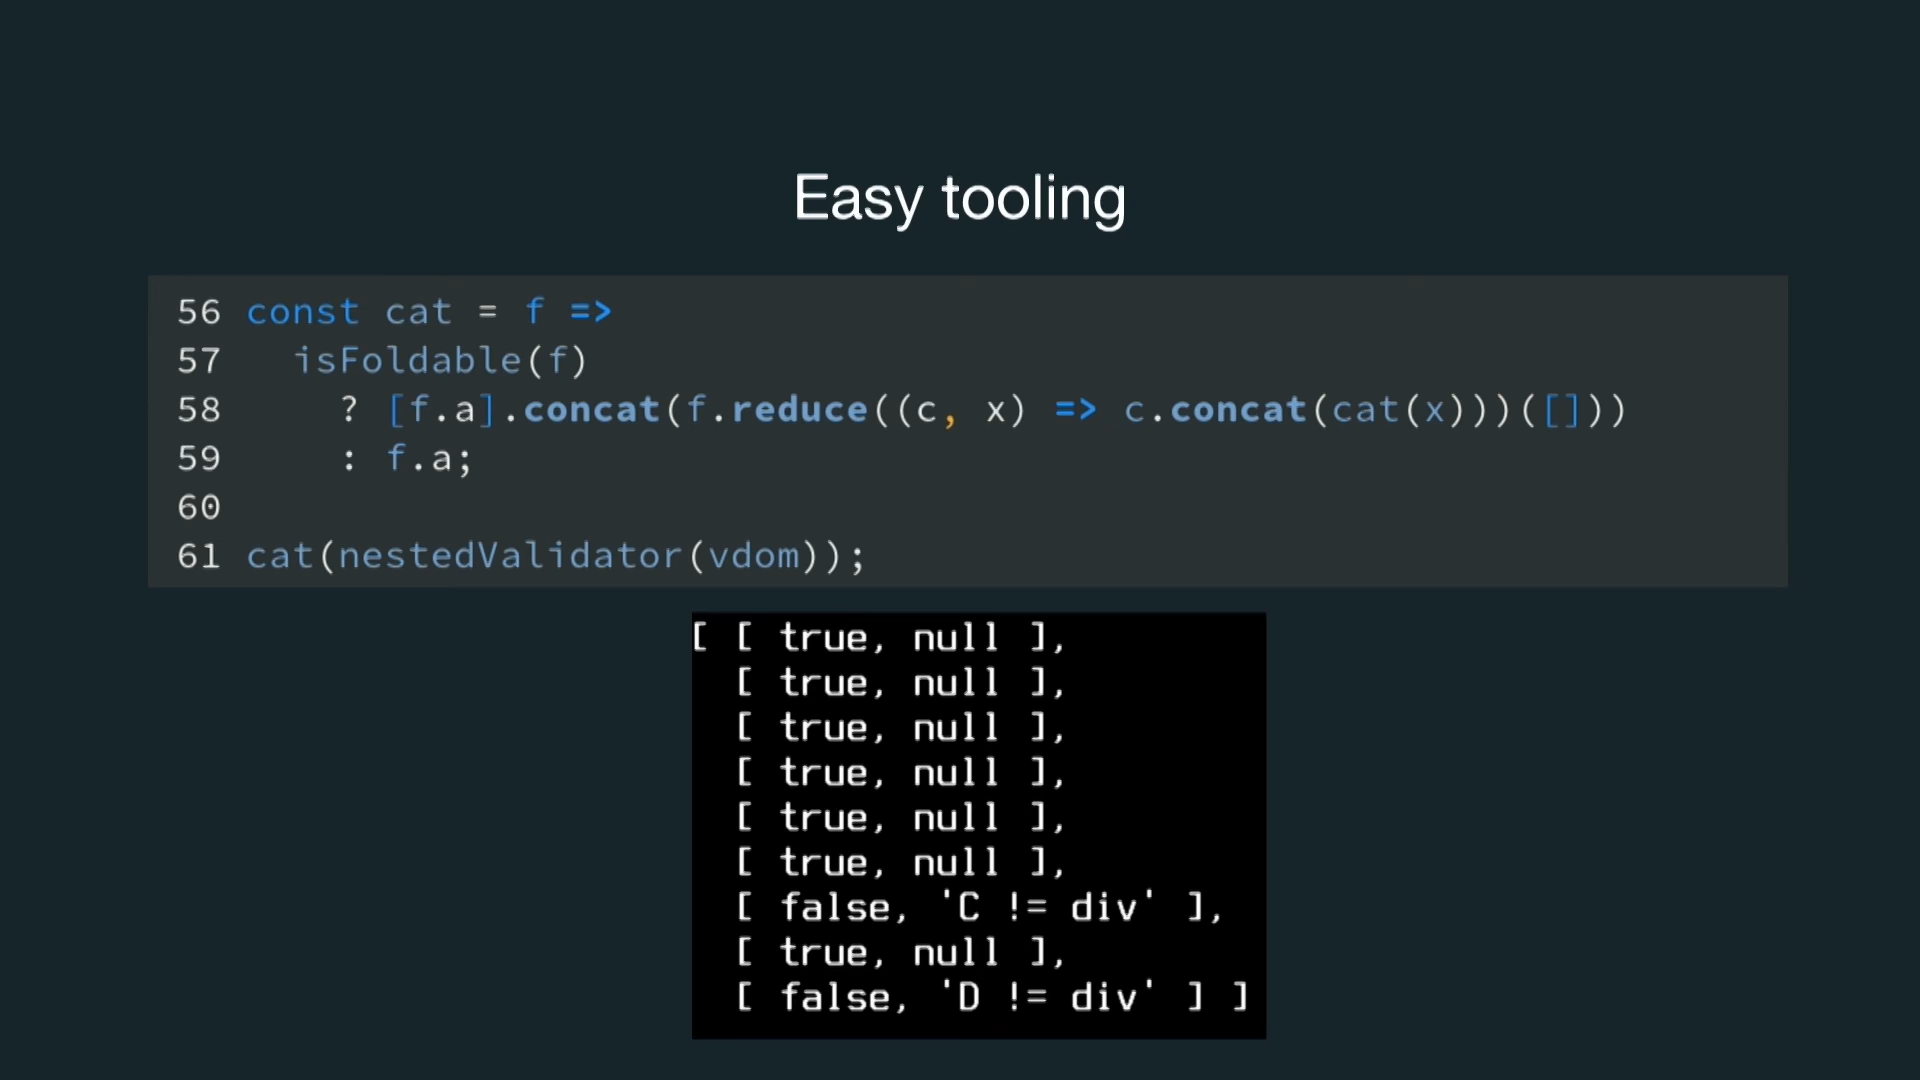 Easy tooling
56 const cat = f =>
57   isFoldable(f)
58     ? [f.a].concat(f.reduce((c, x) => c.concat(cat(x)))([]))
59     : f.a;
60
61 cat(nestedValidator(vdom));
[ [ true, null ],
  [ true, null ],
  [ true, null ],
  [ true, null ],
  [ true, null ],
  [ true, null ],
  [ false, 'C != div' ],
  [ true, null ],
  [ false, 'D != div' ] ]